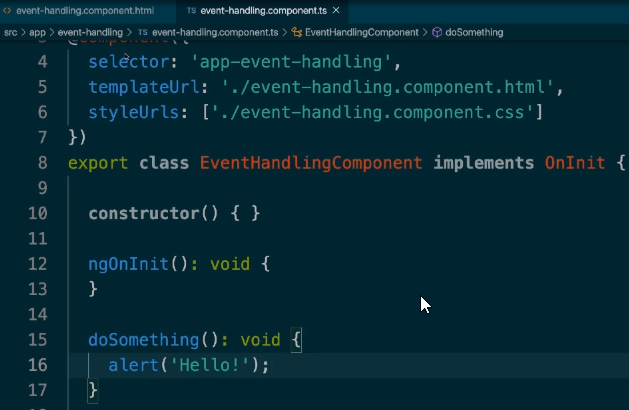 event-handling.component.html
TS event-handling.component.ts ×
src > app > event-handling > TS event-handling.component.ts > EventHandlingComponent > doSomething
4 selector: 'app-event-handling',
5 templateUrl: './event-handling.component.html',
6 styleUrls: ['./event-handling.component.css']
7 })
8 export class EventHandlingComponent implements OnInit {
9
10 constructor() { }
11
12 ngOnInit(): void {
13 }
14
15 doSomething(): void {
16 alert('Hello!');
17 }